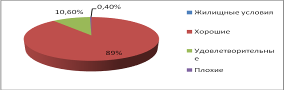 0,40%
10,60%
89%
Жилищные условия
Хорошие
Удовлетворительны
е
Плохие